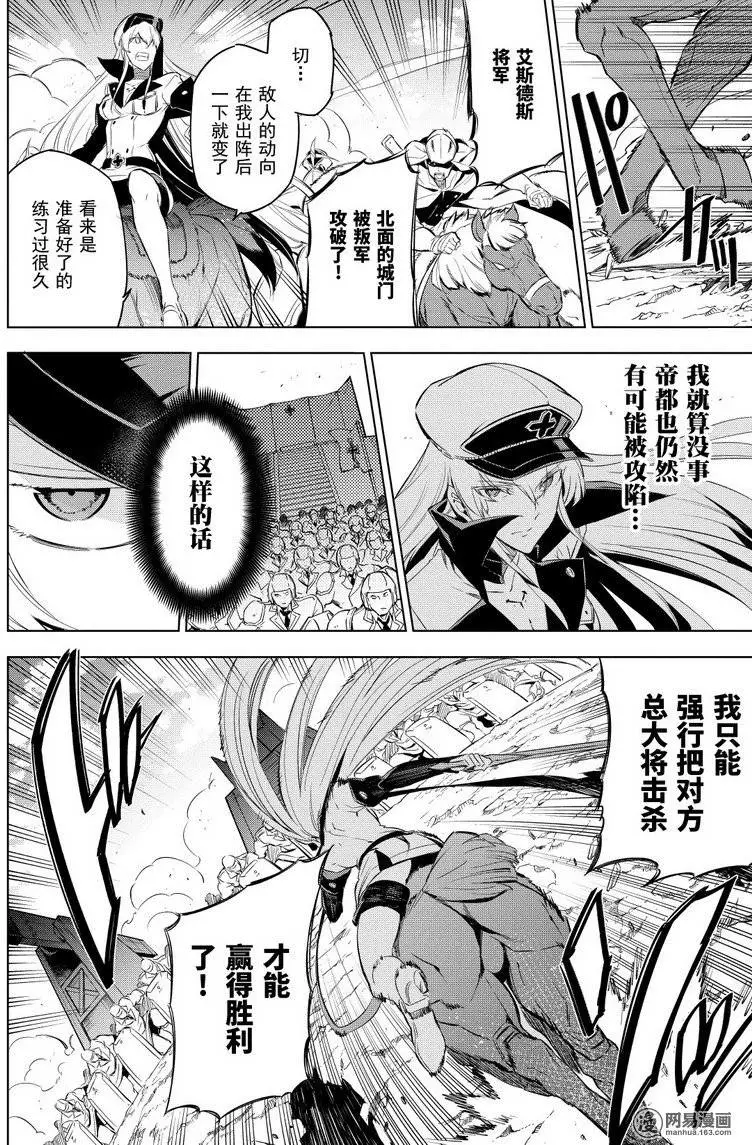 艾斯德斯
将军
北面的城门
被叛军
攻破了!
切…
敌人的动向
在我出阵后
一下就变了
看来是
准备好了的
练习过很久
我就算没事
帝都也仍然
有可能被攻陷…
这样的话
我只能
强行把对方
总大将击杀
才能
赢得胜利
了!
网易漫画
manhua.163.com